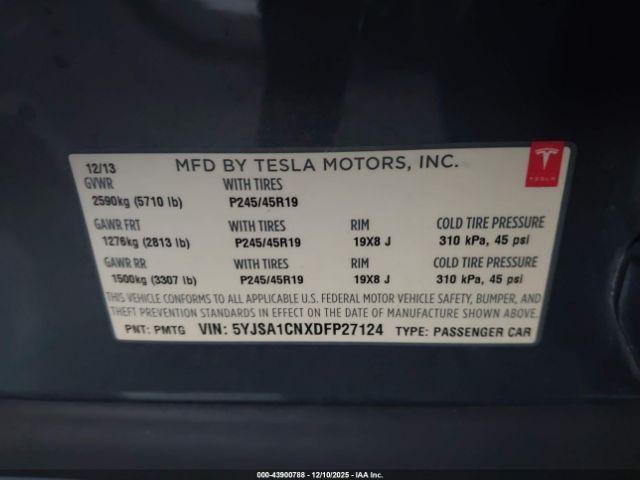 12/13 MFD BY TESLA MOTORS, INC.
GVWR WITH TIRES
2590kg (5710 lb) P245/45R19
GAWR FRT WITH TIRES RIM COLD TIRE PRESSURE
1276kg (2813 lb) P245/45R19 19X8 J 310 kPa, 45 psi
GAWR RR WITH TIRES RIM COLD TIRE PRESSURE
1500kg (3307 lb) P245/45R19 19X8 J 310 kPa, 45 psi
THIS VEHICLE CONFORMS TO ALL APPLICABLE U.S. FEDERAL MOTOR VEHICLE SAFETY, BUMPER, AND
THEFT PREVENTION STANDARDS IN EFFECT ON THE DATE OF MANUFACTURE SHOWN ABOVE.
PNT: PMTG VIN: 5YJSA1CNXDFP27124 TYPE: PASSENGER CAR
TESLA
000-43900788 - 12/10/2025 - IAA Inc.